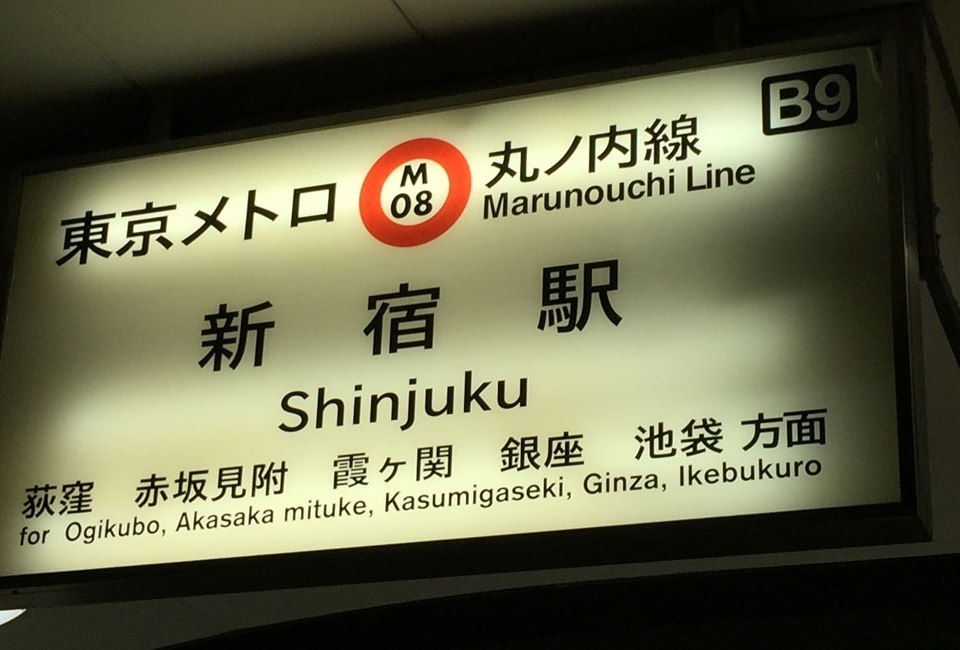 B9
東京メトロ M 08 丸ノ内線
Marunouchi Line
新宿駅
Shinjuku
荻窪 赤坂見附 霞ヶ関 銀座 池袋 方面
for Ogikubo, Akasaka mituke, Kasumigaseki, Ginza, Ikebukuro